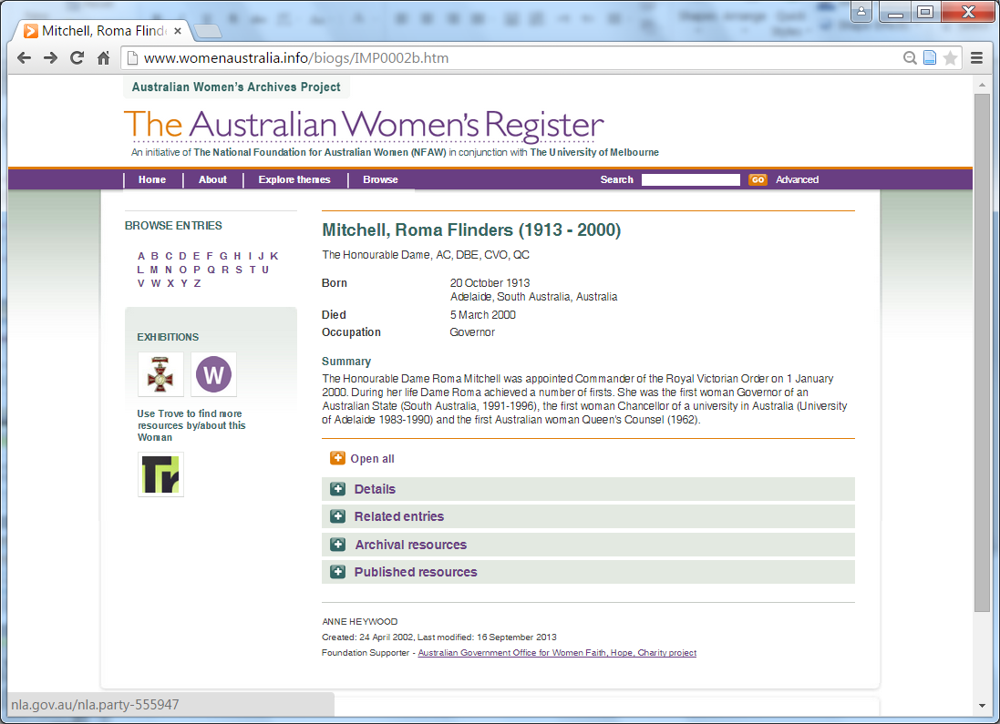 Mitchell, Roma Flind
www.womenaustralia.info/biogs/IMP0002b.htm
Australian Women's Archives Project
The Australian Women's Register
An initiative of The National Foundation for Australian Women (NFAW) in conjunction with The University of Melbourne
Home About Explore themes Browse Search GO Advanced
BROWSE ENTRIES
A B C D E F G H I J K
L M N O P Q R S T U
V W X Y Z
EXHIBITIONS
W
Use Trove to find more
resources by/about this
Woman
Tr
Mitchell, Roma Flinders (1913 - 2000)
The Honourable Dame, AC, DBE, CVO, QC
Born 20 October 1913
Adelaide, South Australia, Australia
Died 5 March 2000
Occupation Governor
Summary
The Honourable Dame Roma Mitchell was appointed Commander of the Royal Victorian Order on 1 January
2000. During her life Dame Roma achieved a number of firsts. She was the first woman Governor of an
Australian State (South Australia, 1991-1996), the first woman Chancellor of a university in Australia (University
of Adelaide 1983-1990) and the first Australian woman Queen's Counsel (1962).
Open all
Details
Related entries
Archival resources
Published resources
ANNE HEYWOOD
Created: 24 April 2002, Last modified: 16 September 2013
Foundation Supporter - Australian Government Office for Women Faith, Hope, Charity project
nla.gov.au/nla.party-555947